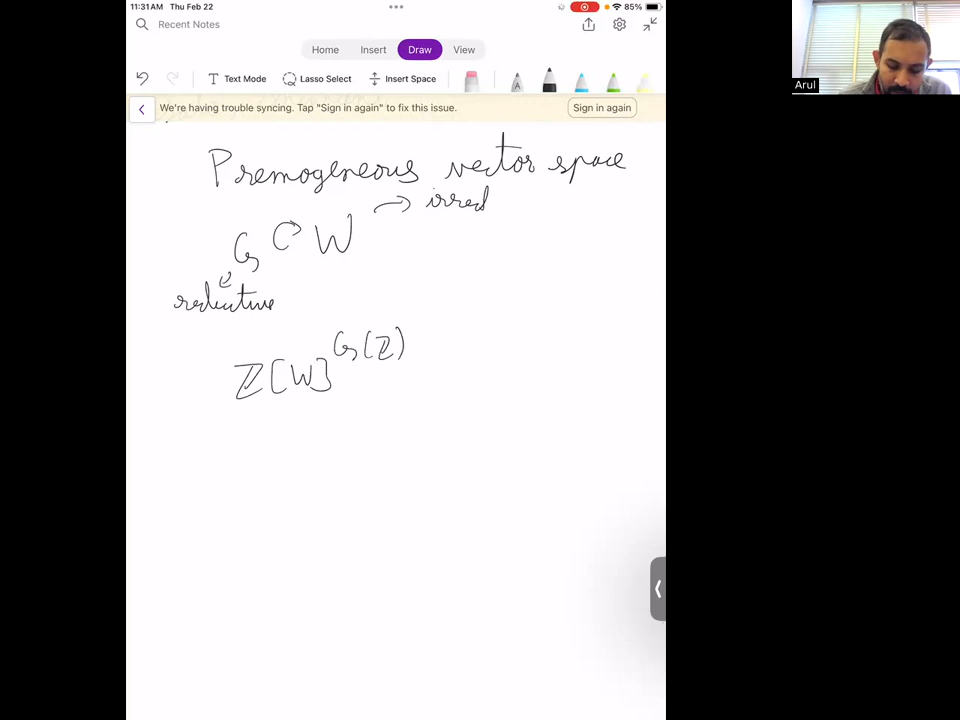 11:31 AM Thu Feb 22
85%
Recent Notes
Home Insert Draw View
Text Mode Lasso Select Insert Space
We're having trouble syncing. Tap "Sign in again" to fix this issue. Sign in again
Arul
Premogeneous vector space
G ↻ W → irred
reductive
ℤ[W]^G(ℤ)